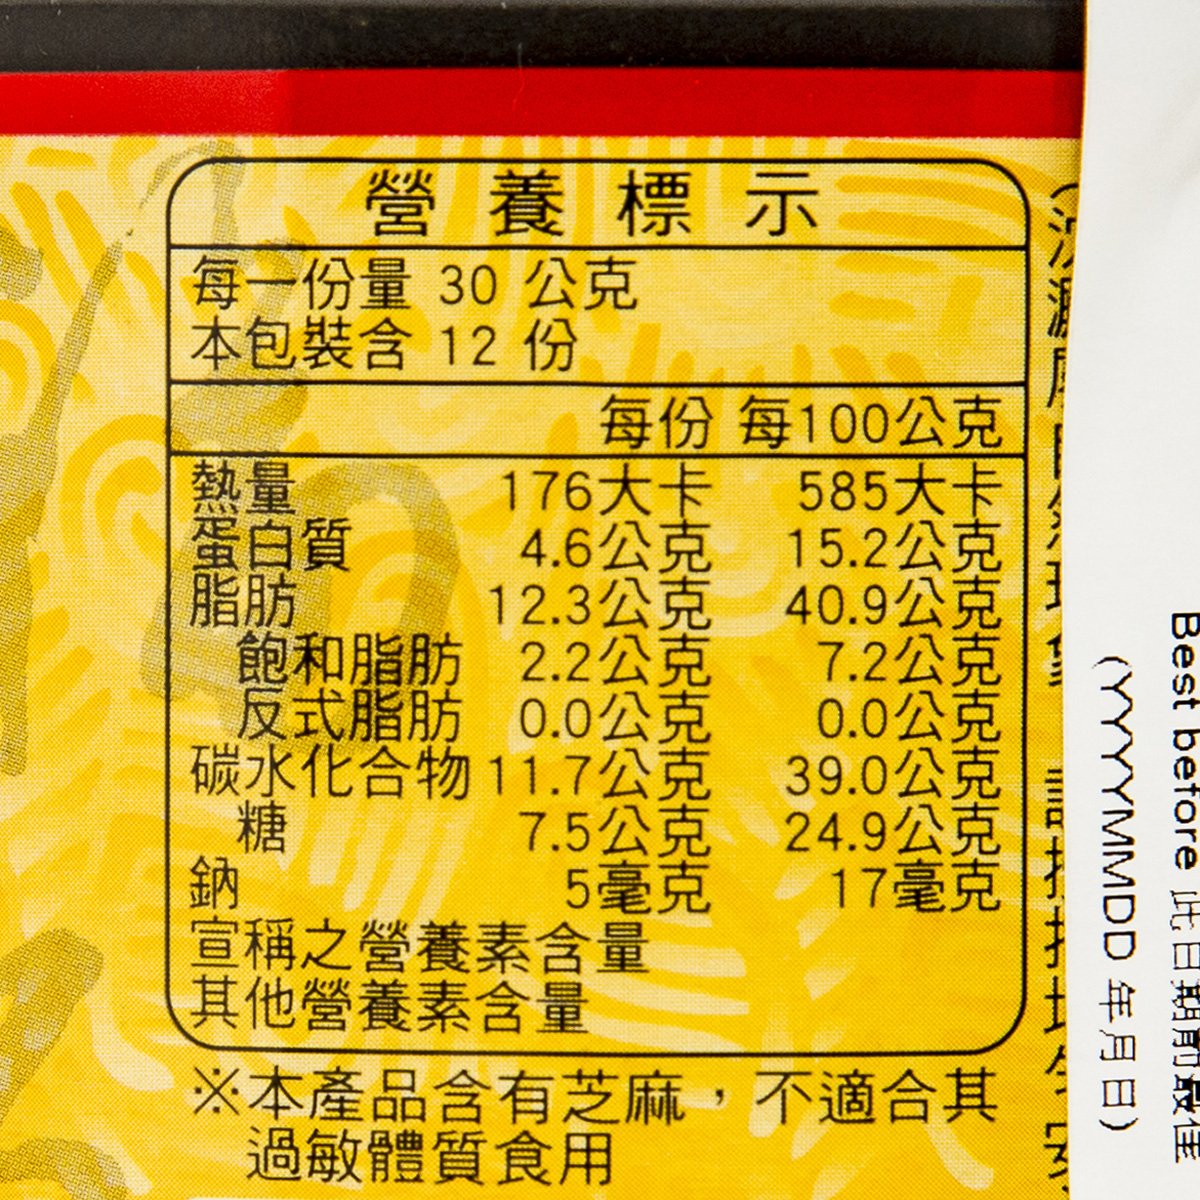 營養標示
每一份量 30 公克
本包裝含 12 份
每份 每100公克
熱量 176大卡 585大卡
蛋白質 4.6公克 15.2公克
脂肪 12.3公克 40.9公克
飽和脂肪 2.2公克 7.2公克
反式脂肪 0.0公克 0.0公克
碳水化合物 11.7公克 39.0公克
糖 7.5公克 24.9公克
鈉 5毫克 17毫克
宣稱之營養素含量
其他營養素含量
※本產品含有芝麻，不適合其
過敏體質食用
Best before 此日期前最佳
(YYYYMMDD 年月日)